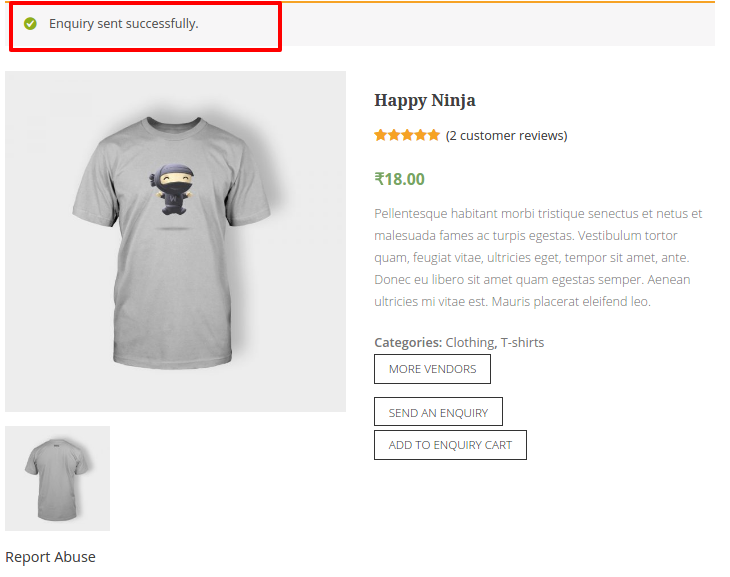 Enquiry sent successfully.
Happy Ninja
(2 customer reviews)
₹18.00
Pellentesque habitant morbi tristique senectus et netus et
malesuada fames ac turpis egestas. Vestibulum tortor
quam, feugiat vitae, ultricies eget, tempor sit amet, ante.
Donec eu libero sit amet quam egestas semper. Aenean
ultricies mi vitae est. Mauris placerat eleifend leo.
Categories: Clothing, T-shirts
MORE VENDORS
SEND AN ENQUIRY
ADD TO ENQUIRY CART
Report Abuse